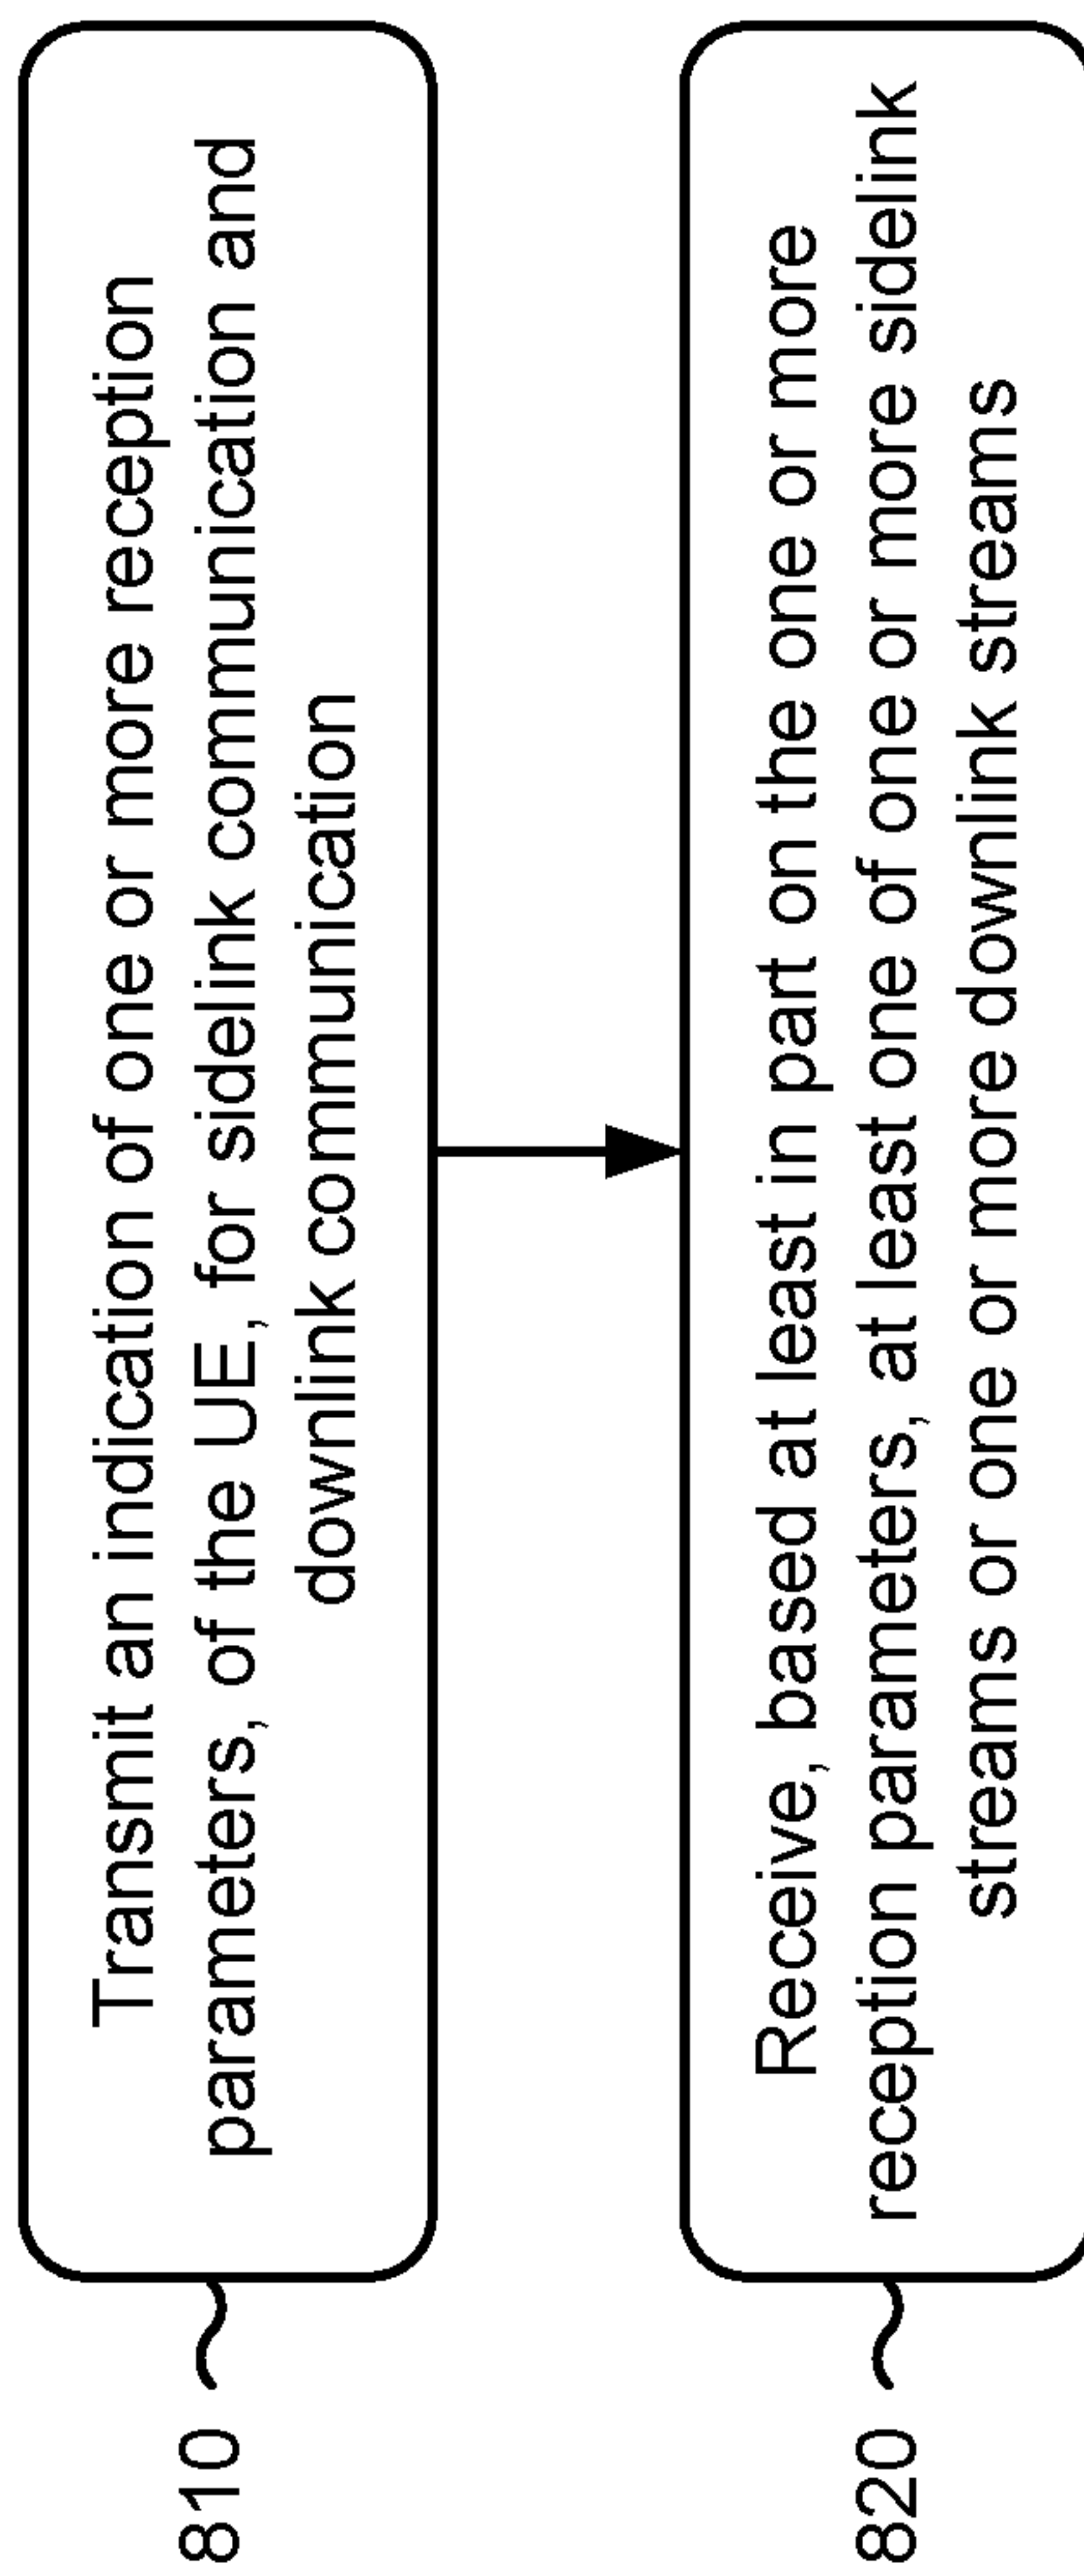 810
Transmit an indication of one or more reception
parameters, of the UE, for sidelink communication and
downlink communication
820
Receive, based at least in part on the one or more
reception parameters, at least one of one or more sidelink
streams or one or more downlink streams